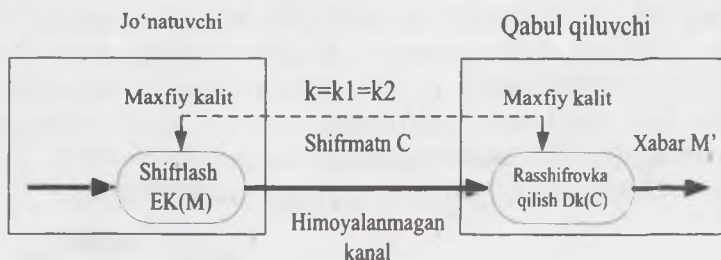 Jo‘natuvchi
Qabul qiluvchi
Maxfiy kalit
k=k1=k2
Maxfiy kalit
Shifrmatn C
Xabar M’
Shifrlash
EK(M)
Rasshifrovka
qilish Dk(C)
Himoyalanmagan
kanal